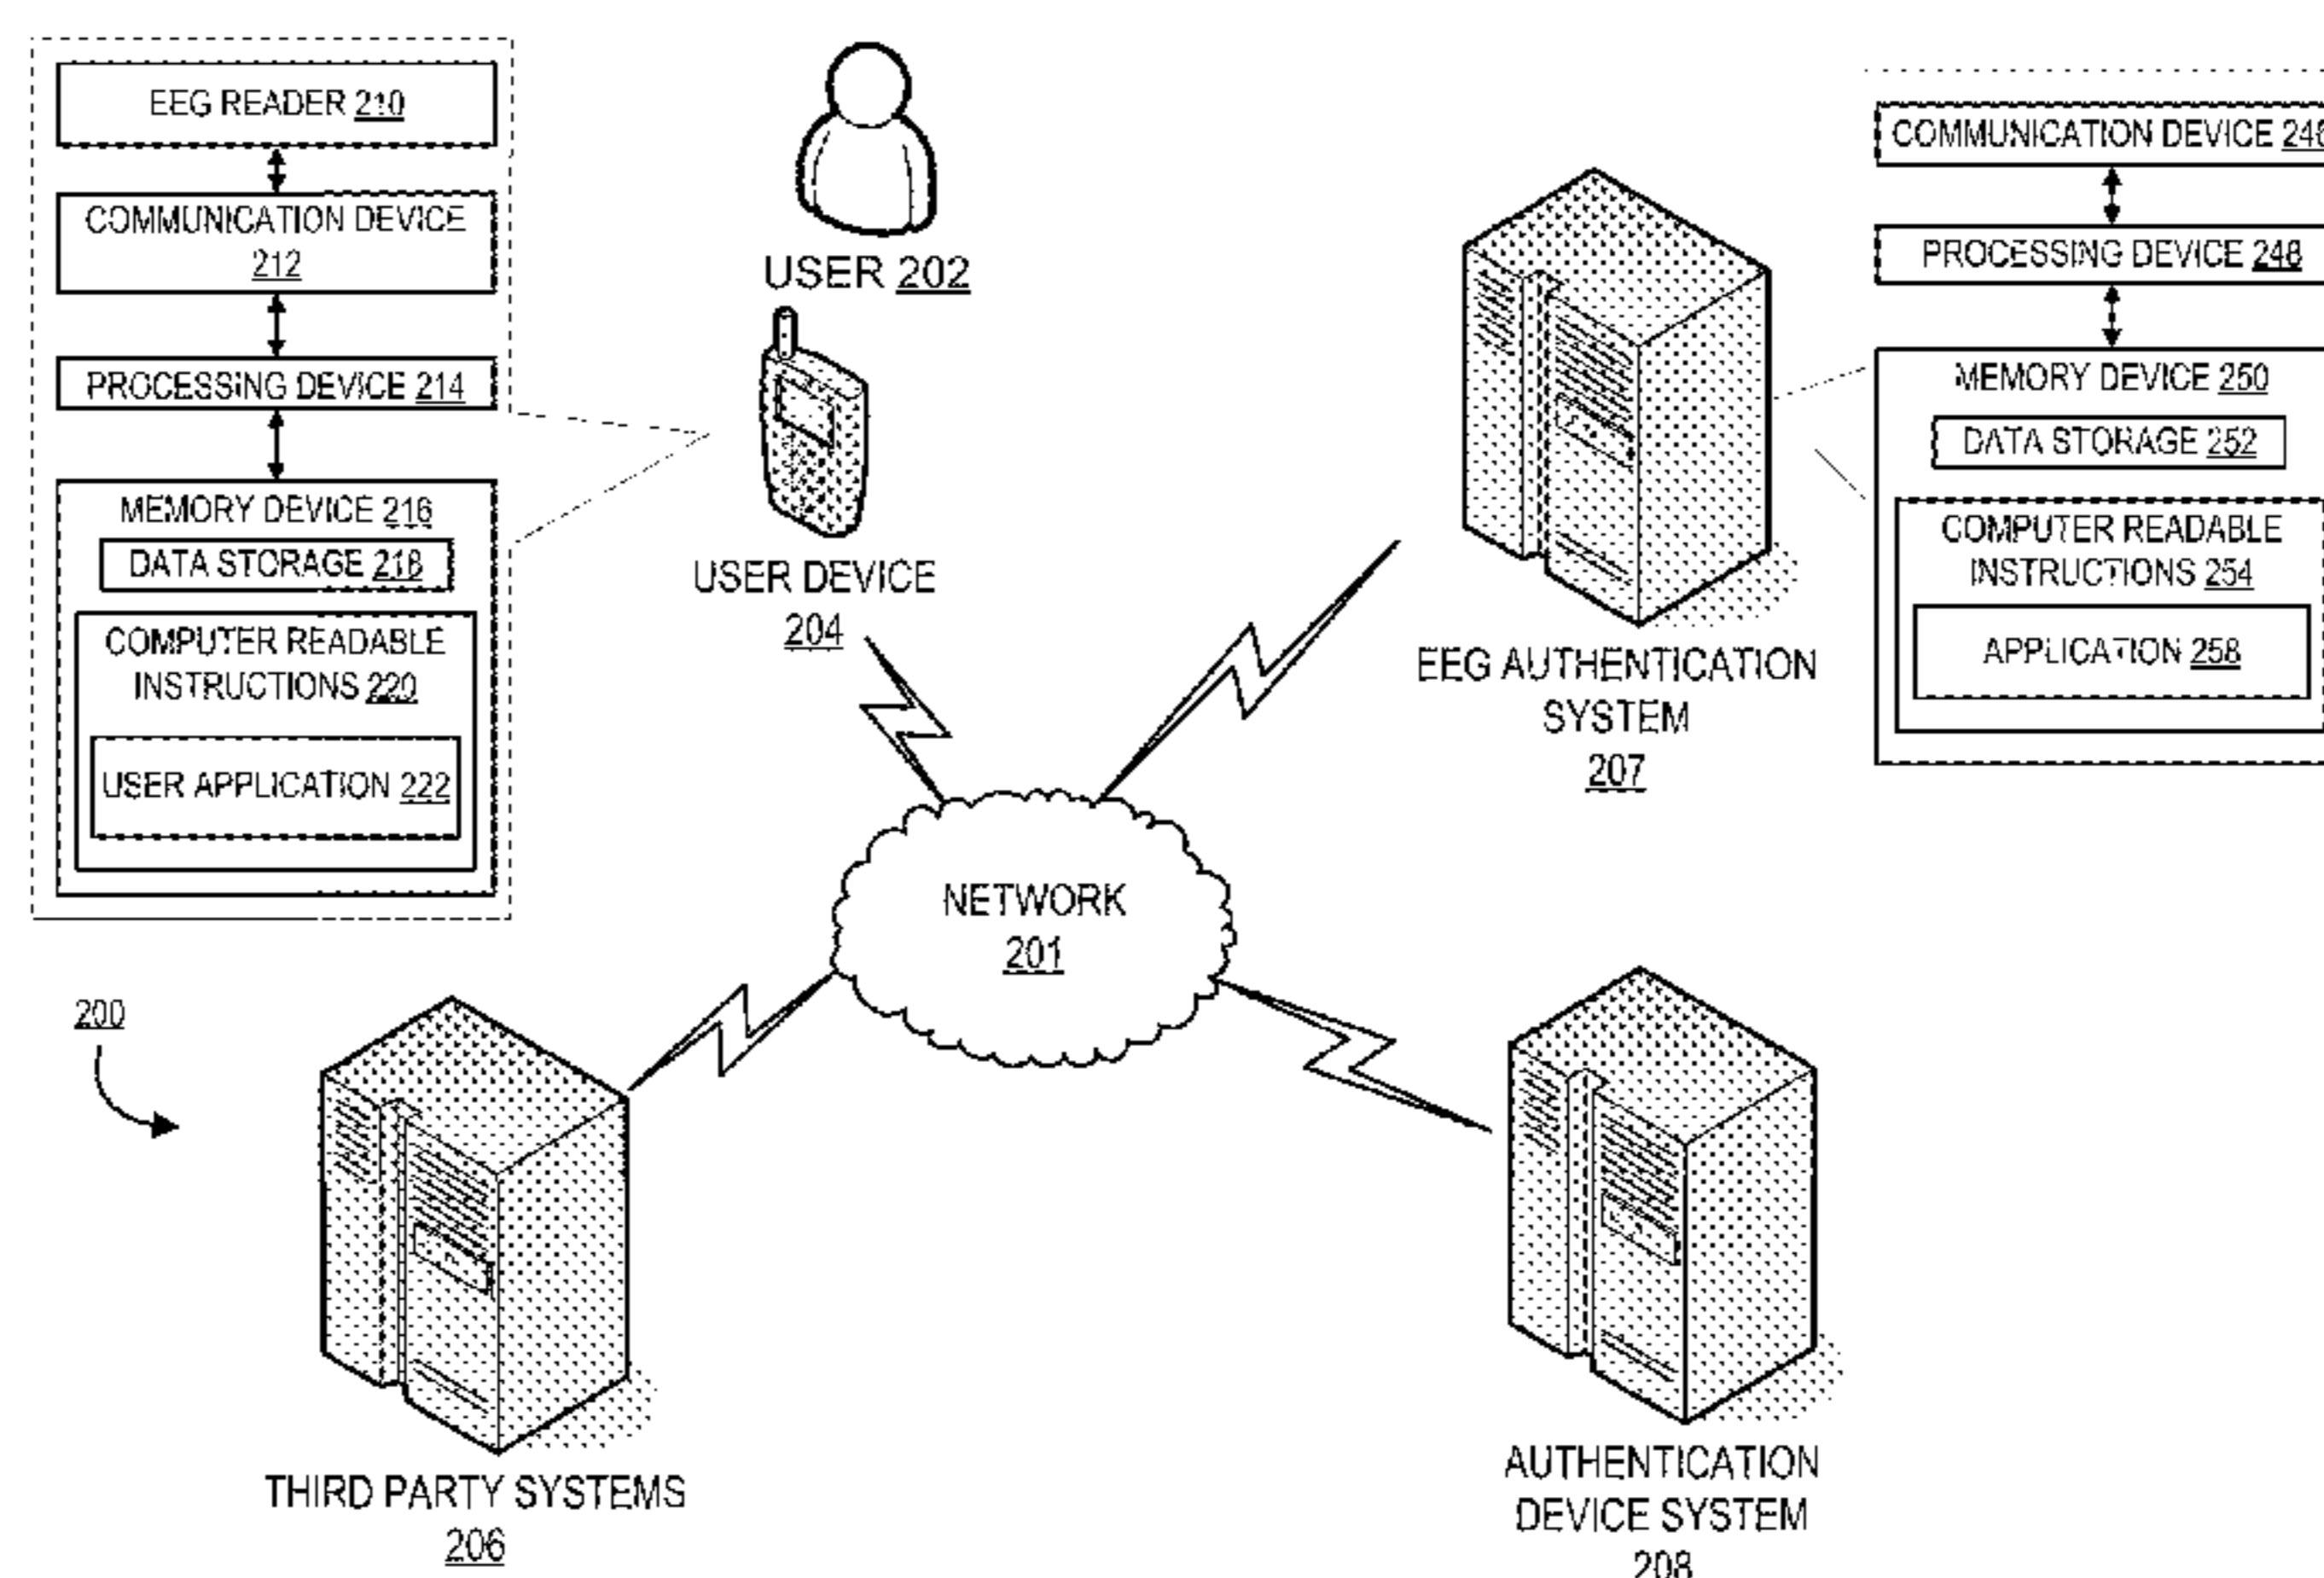 EEG READER 210
COMMUNICATION DEVICE
212
PROCESSING DEVICE 214
MEMORY DEVICE 216
DATA STORAGE 218
COMPUTER READABLE
INSTRUCTIONS 220
USER APPLICATION 222
USER 202
USER DEVICE
204
EEG AUTHENTICATION
SYSTEM
207
COMMUNICATION DEVICE
PROCESSING DEVICE 248
MEMORY DEVICE 250
DATA STORAGE 252
COMPUTER READABLE
INSTRUCTIONS 254
APPLICATION 258
NETWORK
201
200
THIRD PARTY SYSTEMS
206
AUTHENTICATION
DEVICE SYSTEM
208